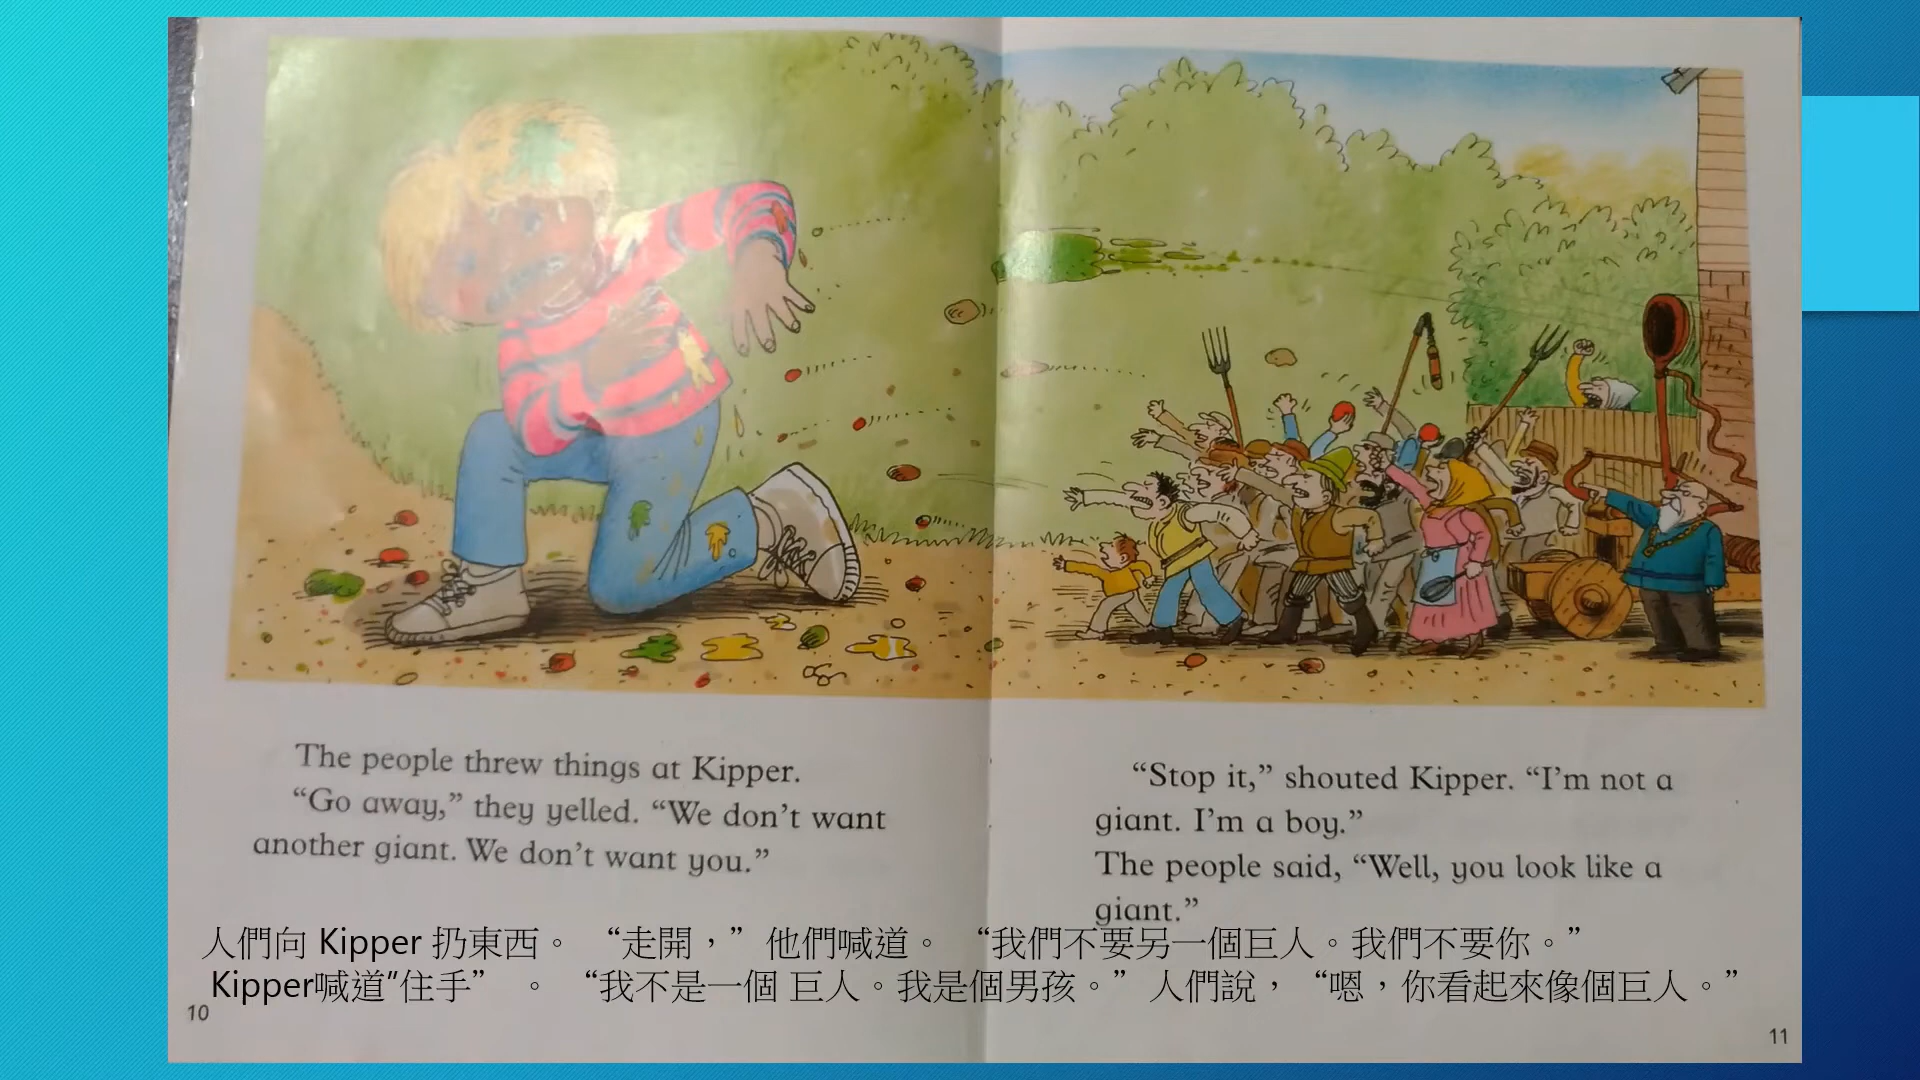 The people threw things at Kipper.
“Go away,” they yelled. “We don’t want
another giant. We don’t want you.”
“Stop it,” shouted Kipper. “I’m not a
giant. I’m a boy.”
The people said, “Well, you look like a
giant.”
人們向 Kipper 扔東西。 “走開，”他們喊道。 “我們不要另一個巨人。我們不要你。”
Kipper喊道”住手” 。 “我不是一個 巨人。我是個男孩。” 人們說，“嗯，你看起來像個巨人。”
10
11